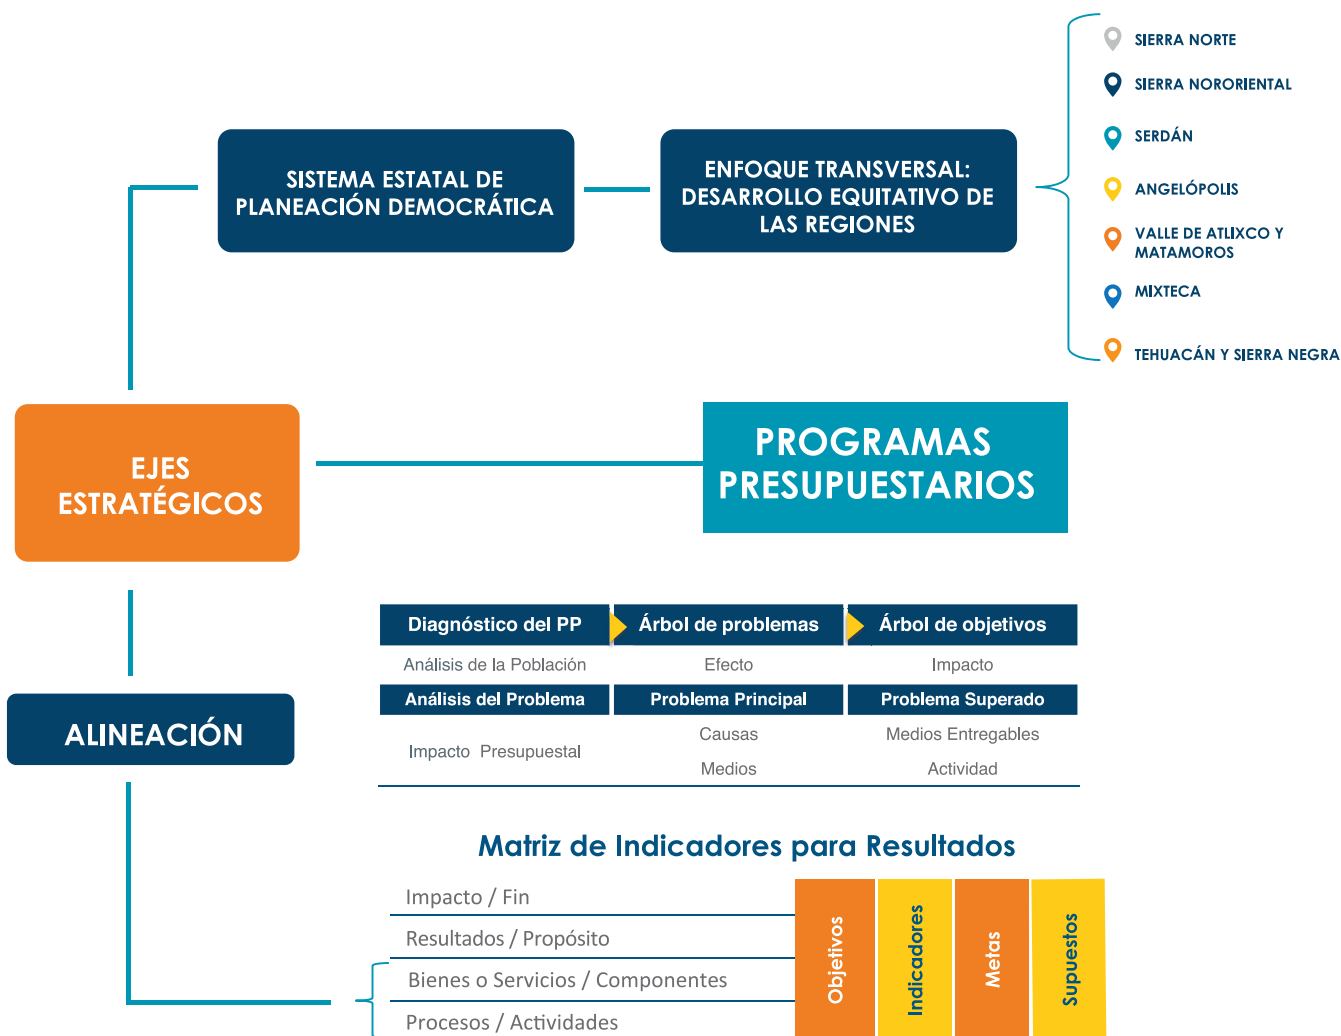 SIERRA NORTE
SIERRA NORORIENTAL
SERDÁN
ANGELÓPOLIS
VALLE DE ATLIXCO Y
MATAMOROS
MIXTECA
TEHUACÁN Y SIERRA NEGRA
SISTEMA ESTATAL DE
PLANEACIÓN DEMOCRÁTICA
ENFOQUE TRANSVERSAL:
DESARROLLO EQUITATIVO DE
LAS REGIONES
EJES
ESTRATÉGICOS
PROGRAMAS
PRESUPUESTARIOS
ALINEACIÓN
Diagnóstico del PP
Árbol de problemas
Árbol de objetivos
Análisis de la Población
Efecto
Impacto
Análisis del Problema
Problema Principal
Problema Superado
Impacto Presupuestal
Causas
Medios Entregables
Medios
Actividad
Matriz de Indicadores para Resultados
Impacto / Fin
Resultados / Propósito
Bienes o Servicios / Componentes
Procesos / Actividades
Objetivos
Indicadores
Metas
Supuestos